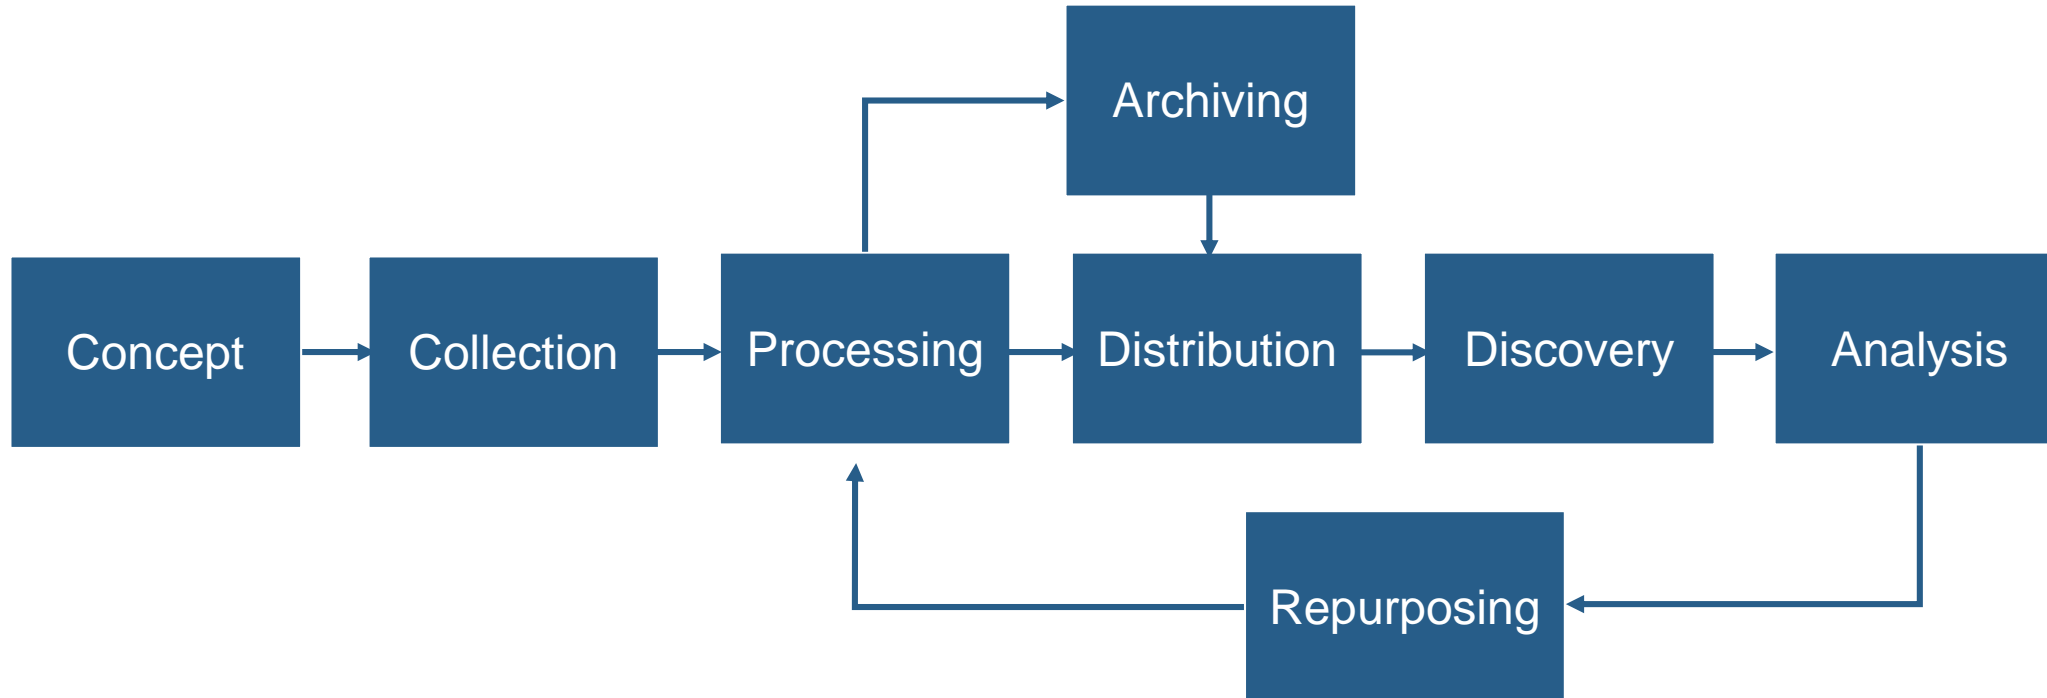 Archiving
Concept
Collection
Processing
Distribution
Discovery
Analysis
Repurposing